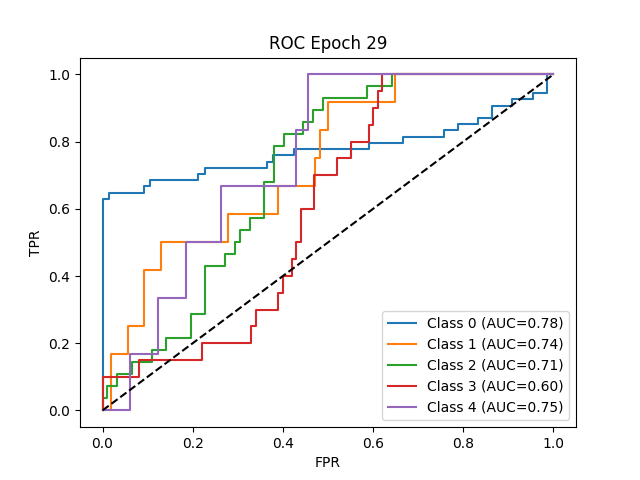 ROC Epoch 29
TPR
1.0
0.8
0.6
0.4
0.2
0.0
0.0
0.2
0.4
0.6
0.8
1.0
FPR
Class 0 (AUC=0.78)
Class 1 (AUC=0.74)
Class 2 (AUC=0.71)
Class 3 (AUC=0.60)
Class 4 (AUC=0.75)